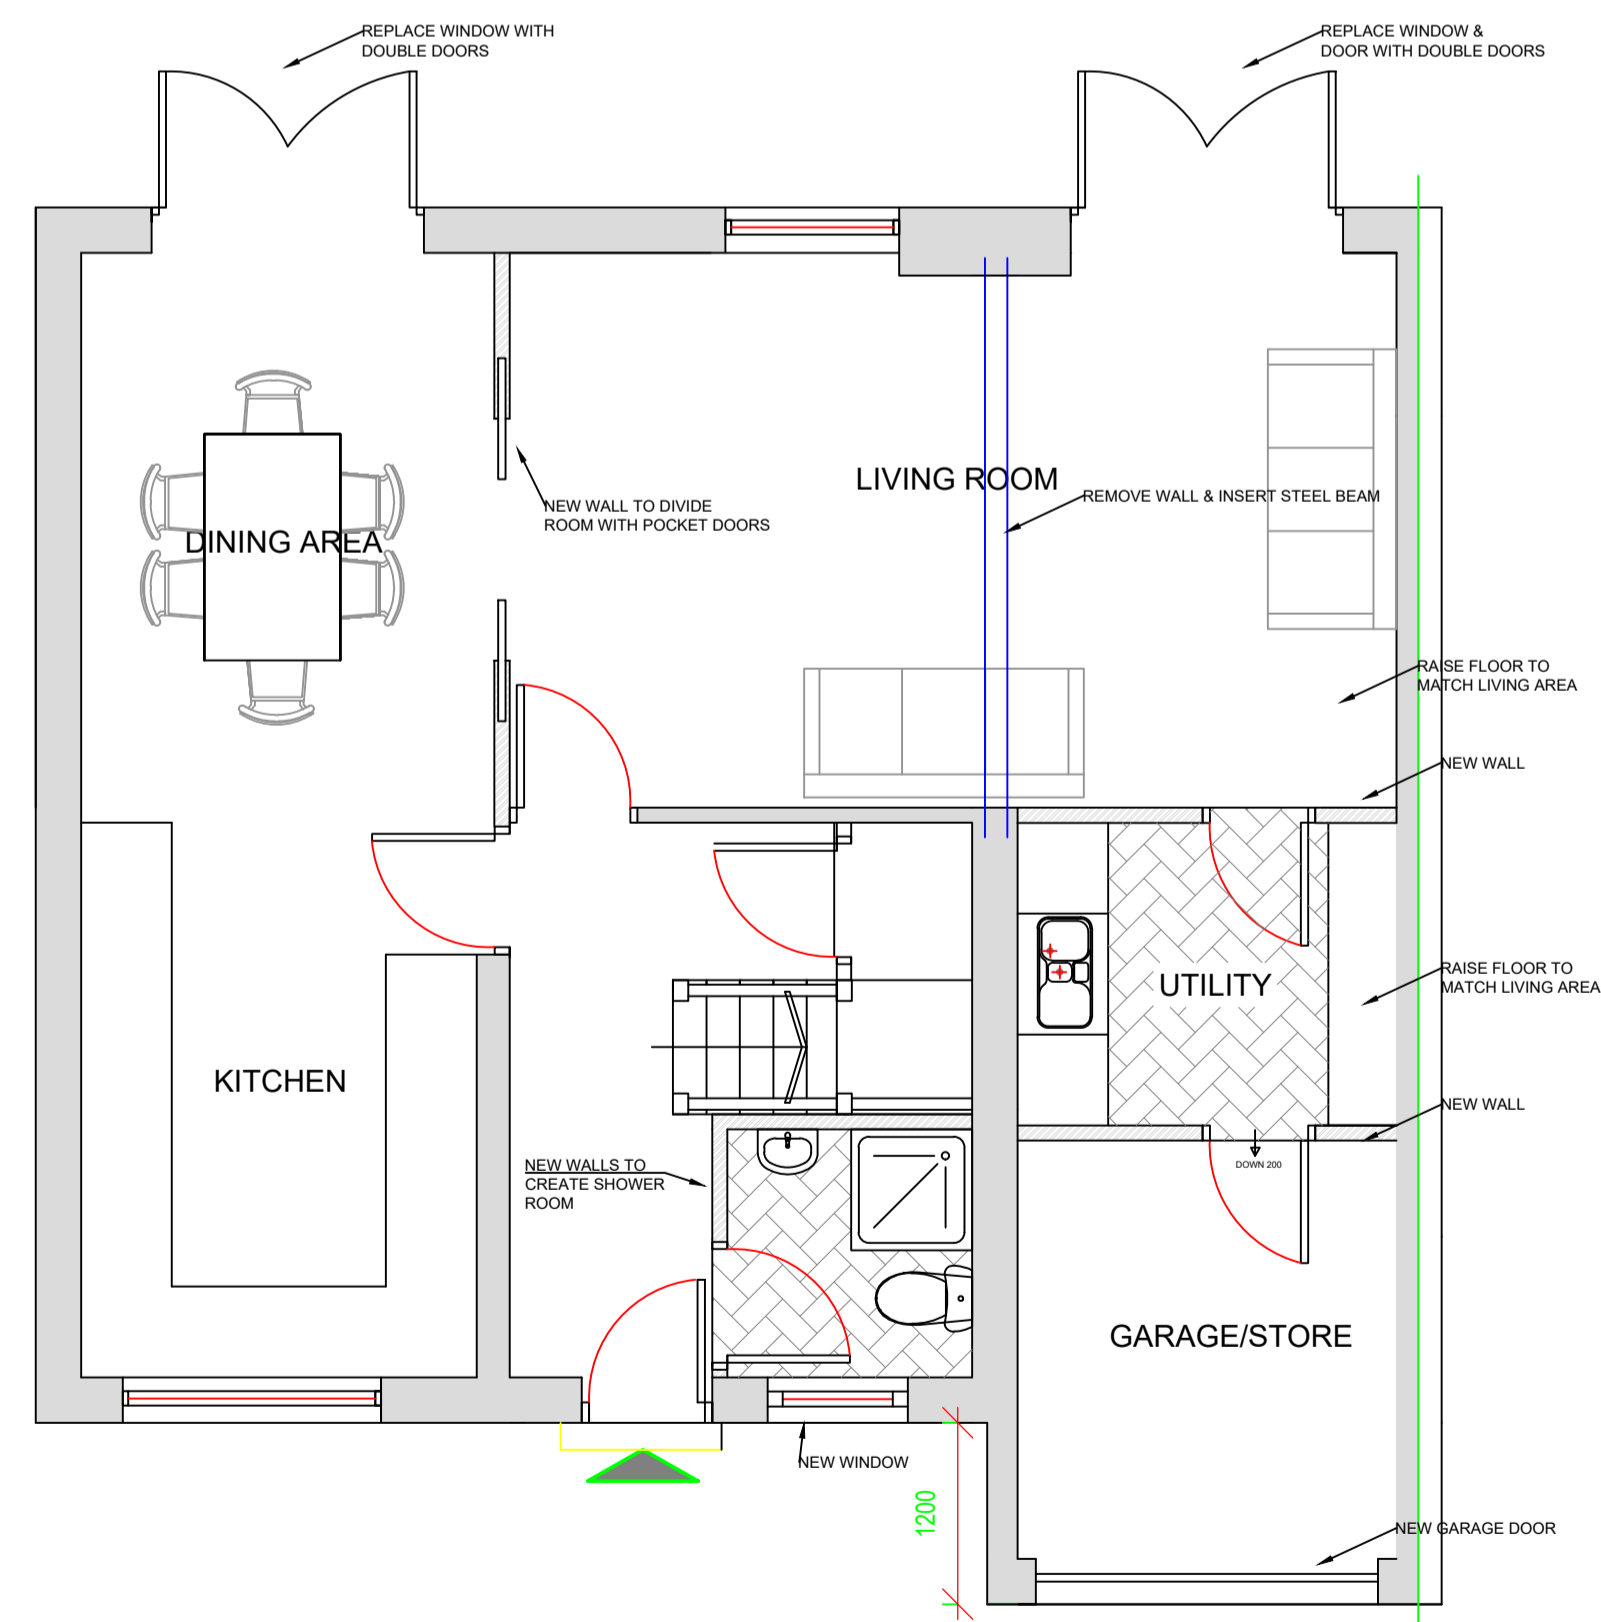 REPLACE WINDOW WITH
DOUBLE DOORS
REPLACE WINDOW &
DOOR WITH DOUBLE DOORS
LIVING ROOM
REMOVE WALL & INSERT STEEL BEAM
NEW WALL TO DIVIDE
ROOM WITH POCKET DOORS
DINING AREA
RAISE FLOOR TO
MATCH LIVING AREA
NEW WALL
RAISE FLOOR TO
MATCH LIVING AREA
UTILITY
KITCHEN
NEW WALL
DOWN 200
NEW WALLS TO
CREATE SHOWER
ROOM
GARAGE/STORE
NEW WINDOW
1200
NEW GARAGE DOOR